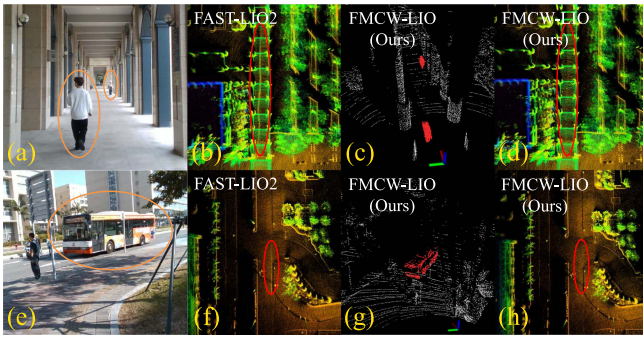 FAST-LIO2
FMCW-LIO
(Ours)
FMCW-LIO
(Ours)
(a)
(b)
(c)
(d)
FAST-LIO2
FMCW-LIO
(Ours)
FMCW-LIO
(Ours)
(e)
(f)
(g)
(h)